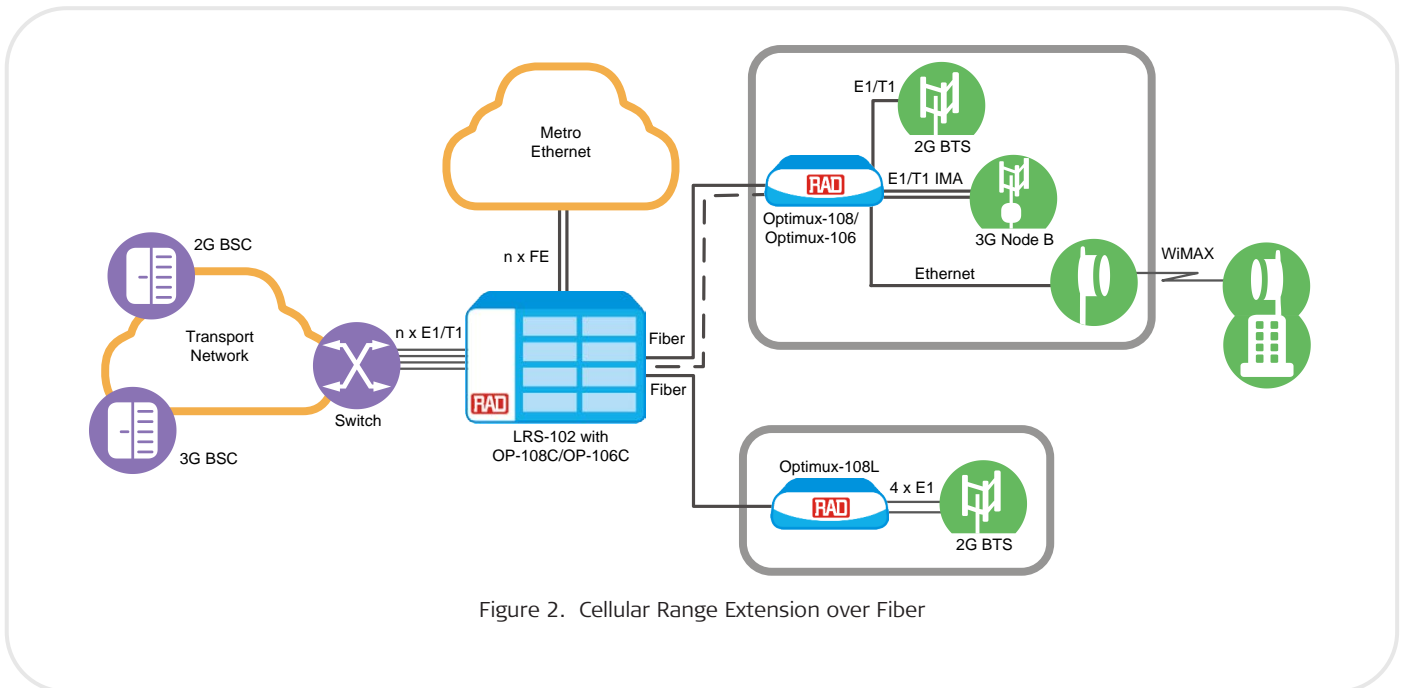 Metro
Ethernet
n x FE
2G BSC
Transport
Network
3G BSC
Switch
n x E1/T1
RAD
LRS-102 with
OP-108C/OP-106C
Fiber
Fiber
RAD
Optimux-108/
Optimux-106
E1/T1
2G BTS
E1/T1 IMA
3G Node B
Ethernet
WiMAX
Optimux-108L
RAD
4 x E1
2G BTS
Figure 2. Cellular Range Extension over Fiber